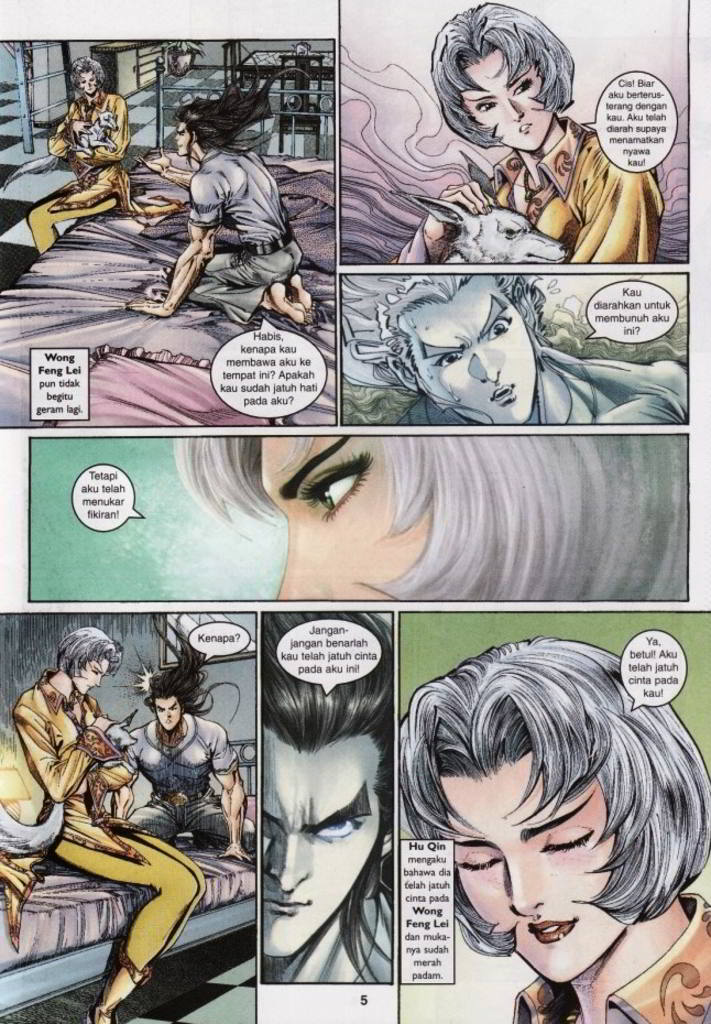 Wong
Feng Lei
pun tidak
begitu
geram lagi.
Habis,
kenapa kau
membawa aku ke
tempat ini? Apakah
kau sudah jatuh hati
pada aku?
Cis! Biar
aku berterus-
terang dengan
kau. Aku telah
diarah supaya
menamatkan
nyawa
kau!
Kau
diarahkan untuk
membunuh aku
ini?
Tetapi
aku telah
menukar
fikiran!
Kenapa?
Jangan-
jangan benarlah
kau telah jatuh cinta
pada aku ini!
Ya,
betul! Aku
telah jatuh
cinta pada
kau!
Hu Qin
mengaku
bahawa dia
telah jatuh
cinta pada
Wong
Feng Lei
dan muka-
nya sudah
merah
padam.
5